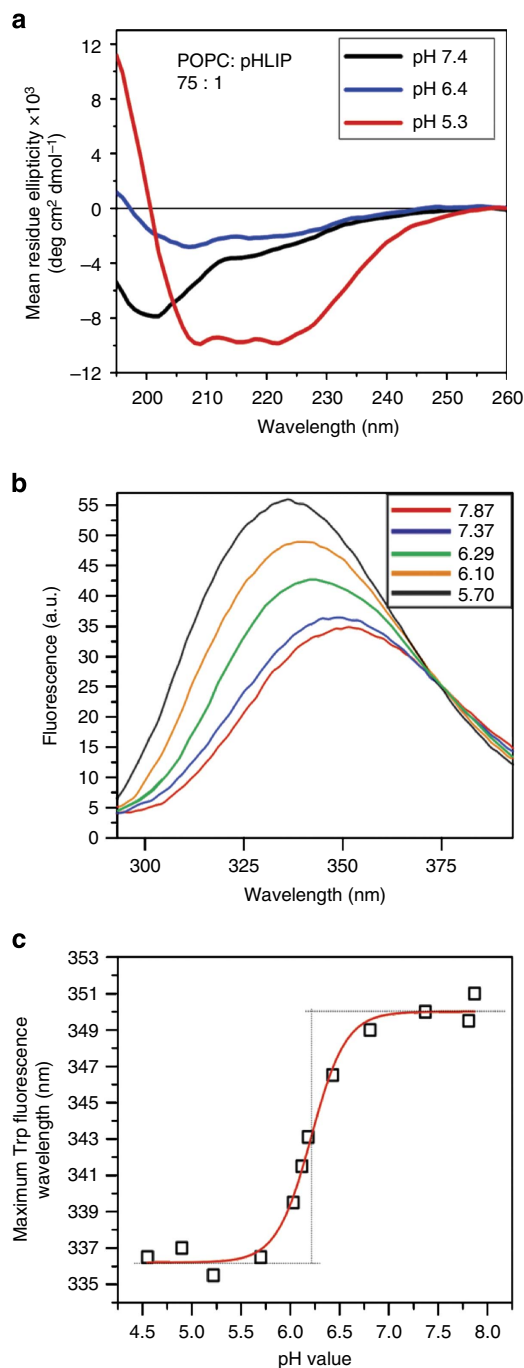 a
POPC: pHLIP
75 : 1
pH 7.4
pH 6.4
pH 5.3
12
8
4
0
−4
−8
−12
Mean residue ellipticity ×10³
(deg cm² dmol⁻¹)
200 210 220 230 240 250 260
Wavelength (nm)
b
7.87
7.37
6.29
6.10
5.70
55
50
45
40
35
30
25
20
15
10
5
0
Fluorescence (a.u.)
300 325 350 375
Wavelength (nm)
c
353
351
349
347
345
343
341
339
337
335
Maximum Trp fluorescence
wavelength (nm)
4.5 5.0 5.5 6.0 6.5 7.0 7.5 8.0
pH value